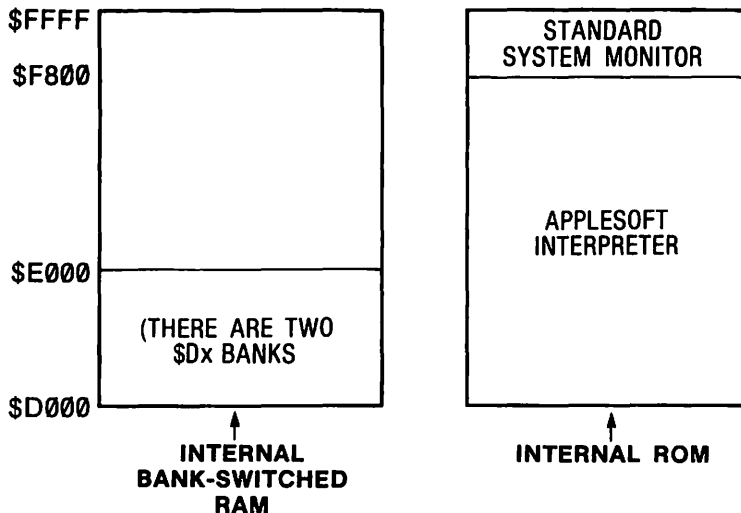 $FFFF
$F800
$E000
$D000
(THERE ARE TWO
$Dx BANKS
INTERNAL
BANK-SWITCHED
RAM
STANDARD
SYSTEM MONITOR
APPLESOFT
INTERPRETER
INTERNAL ROM